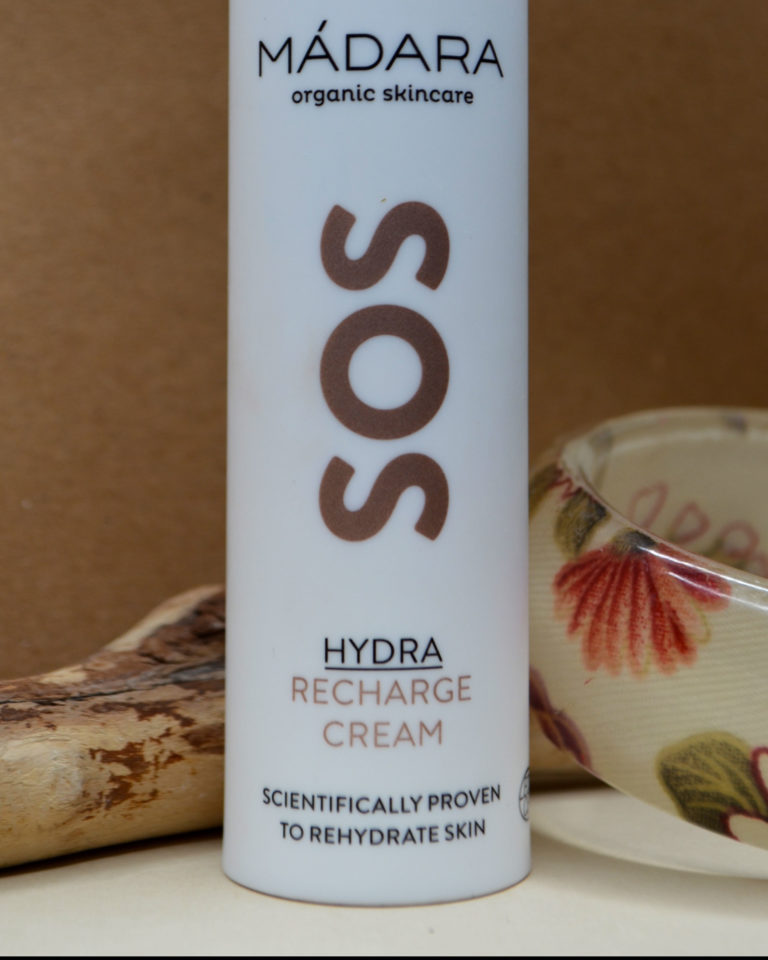 MÁDARA
organic skincare
SOS
HYDRA
RECHARGE
CREAM
SCIENTIFICALLY PROVEN
TO REHYDRATE SKIN